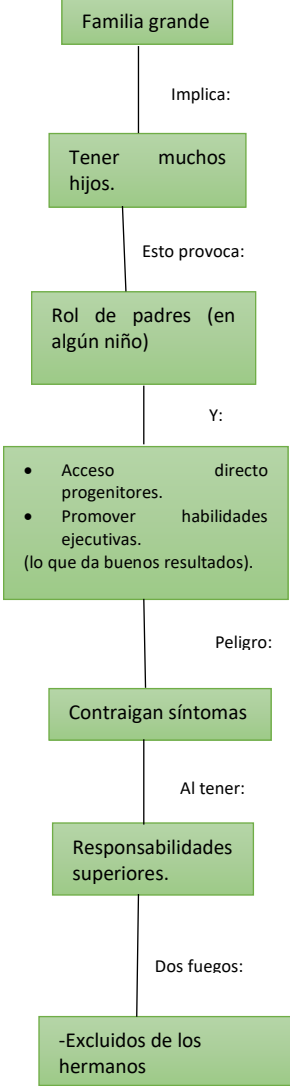 Familia grande
Implica:
Tener muchos
hijos.
Esto provoca:
Rol de padres (en
algún niño)
Y:
• Acceso directo
progenitores.
• Promover habilidades
ejecutivas.
(lo que da buenos resultados).
Peligro:
Contraigan síntomas
Al tener:
Responsabilidades
superiores.
Dos fuegos:
-Excluidos de los
hermanos